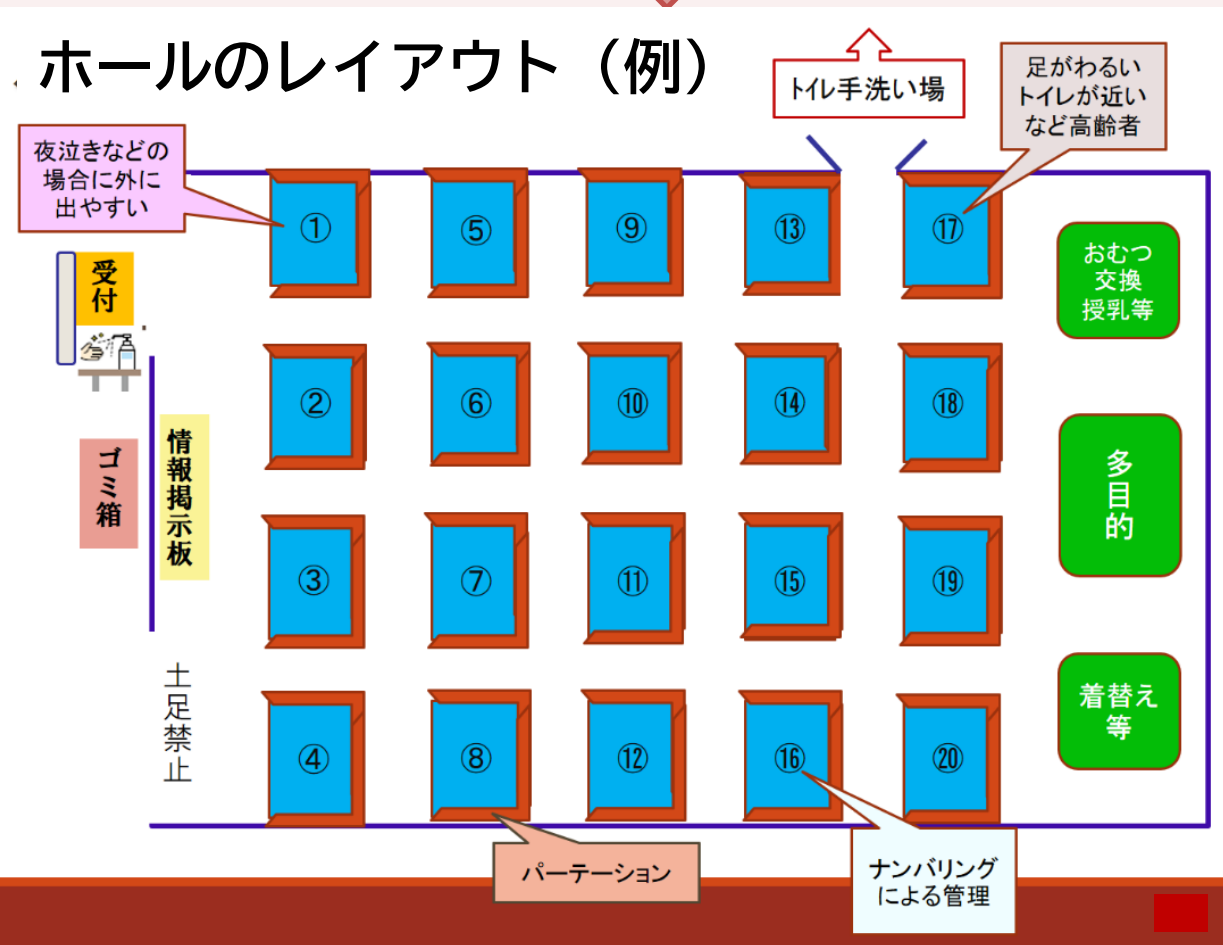 ホールのレイアウト（例）
トイレ手洗い場
足がわるい
トイレが近い
など高齢者
夜泣きなどの
場合に外に
出やすい
①
⑤
⑨
⑬
⑰
受付
おむつ
交換
授乳等
②
⑥
⑩
⑭
⑱
ゴミ箱
情報掲示板
多目的
③
⑦
⑪
⑮
⑲
土足禁止
着替え
等
④
⑧
⑫
⑯
⑳
パーテーション
ナンバリング
による管理